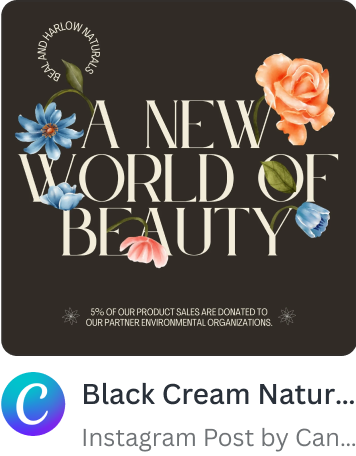 BEAL AND HARLOW NATURALS
A NEW
WORLD OF
BEAUTY
5% OF OUR PRODUCT SALES ARE DONATED TO
OUR PARTNER ENVIRONMENTAL ORGANIZATIONS.
C
Black Cream Natur...
Instagram Post by Can...